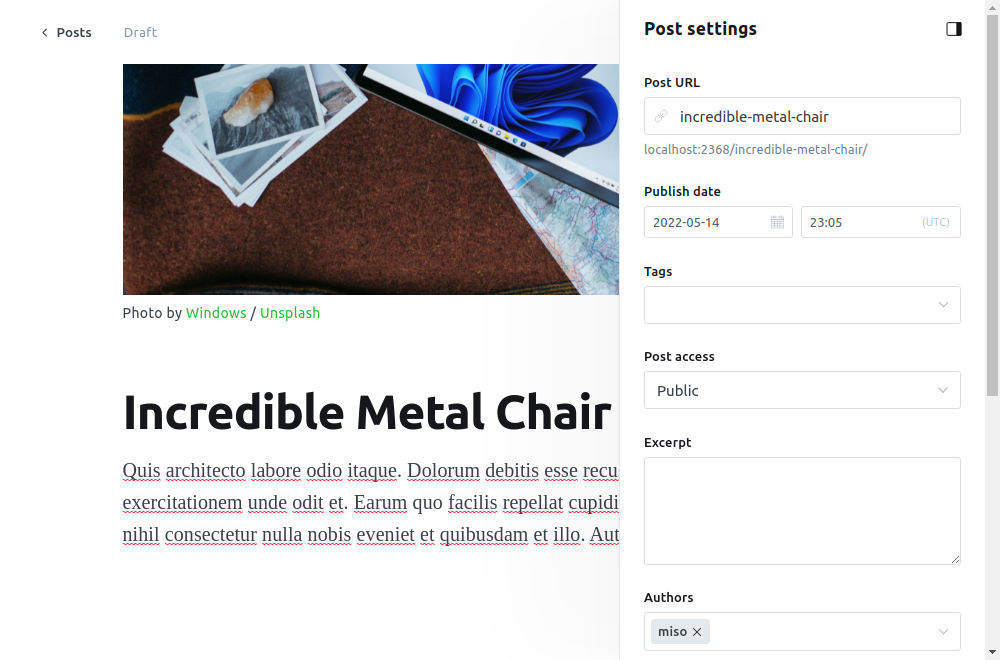 Posts
Draft
Photo by Windows / Unsplash
Incredible Metal Chair
Quis architecto labore odio itaque. Dolorum debitis esse recu
exercitationem unde odit et. Earum quo facilis repellat cupidi
nihil consectetur nulla nobis eveniet et quibusdam et illo. Aut
Post settings
Post URL
incredible-metal-chair
localhost:2368/incredible-metal-chair/
Publish date
2022-05-14
23:05
(UTC)
Tags
Post access
Public
Excerpt
Authors
miso